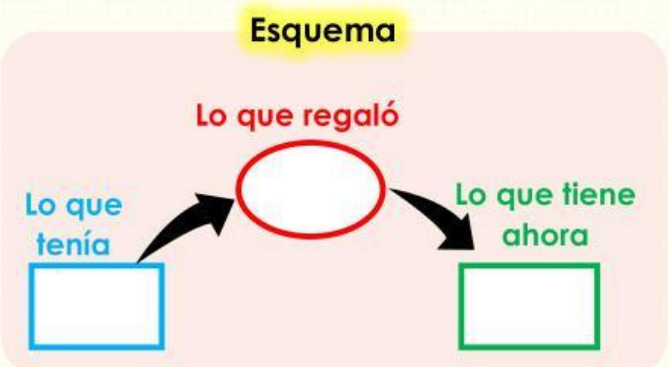 Esquema
Lo que regaló
Lo que
tenía
Lo que tiene
ahora